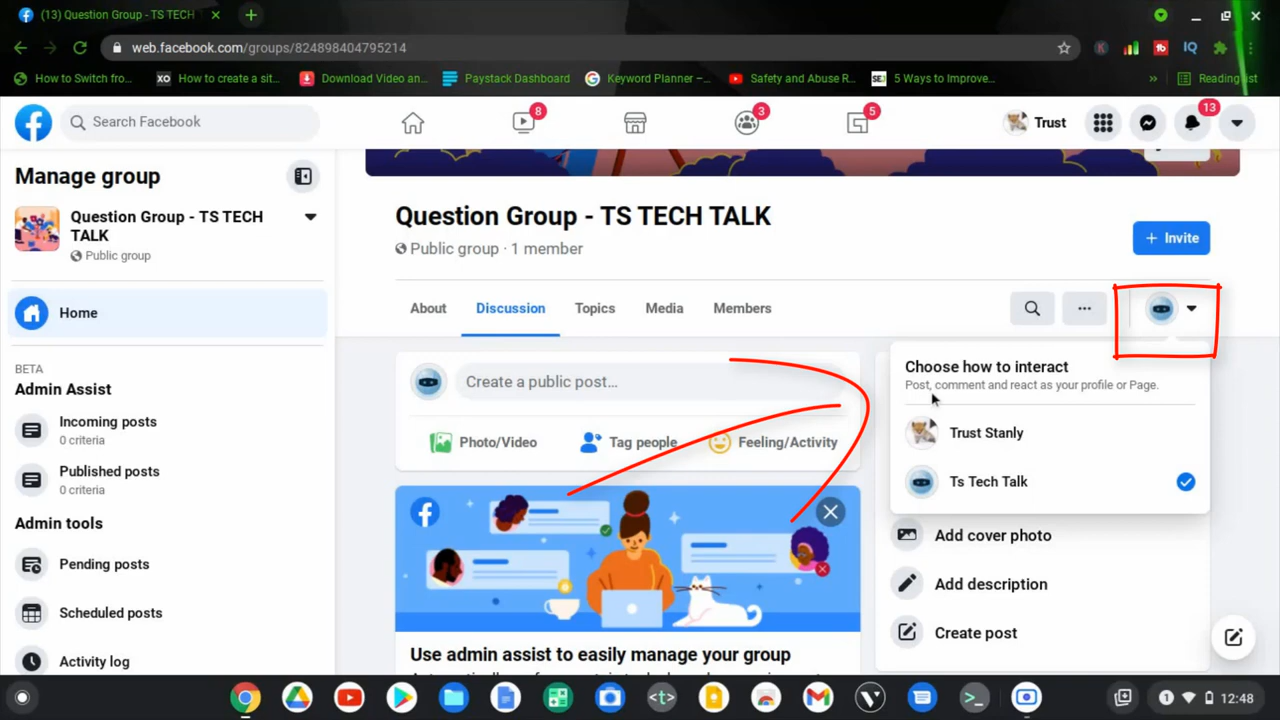 (13) Question Group - TS TECH
web.facebook.com/groups/824898404795214
IQ
How to Switch fro...
XO How to create a sit...
Download Video an...
Paystack Dashboard
Keyword Planner –...
Safety and Abuse R...
5 Ways to Improve...
»
Reading list
Search Facebook
8
3
5
Trust
13
Manage group
Question Group - TS TECH
TALK
Public group
Home
BETA
Admin Assist
Incoming posts
0 criteria
Published posts
0 criteria
Admin tools
Pending posts
Scheduled posts
Activity log
Question Group - TS TECH TALK
Public group · 1 member
+ Invite
About
Discussion
Topics
Media
Members
Create a public post...
Photo/Video
Tag people
Feeling/Activity
Choose how to interact
Post, comment and react as your profile or Page.
Trust Stanly
Ts Tech Talk
Add cover photo
Add description
Create post
Use admin assist to easily manage your group
1
12:48